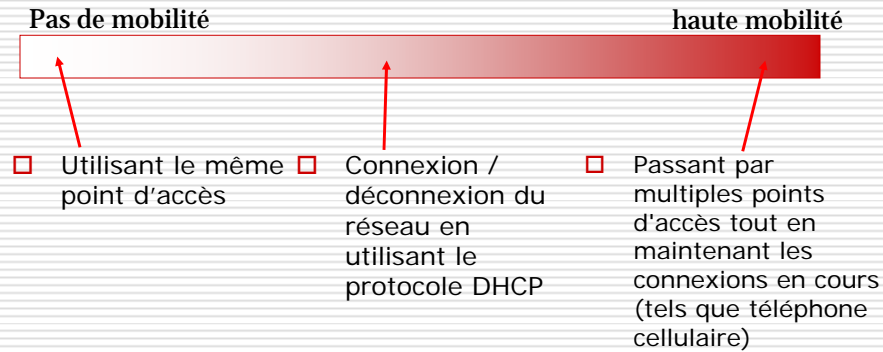 Pas de mobilité
haute mobilité
Utilisant le même
point d’accès
Connexion /
déconnexion du
réseau en
utilisant le
protocole DHCP
Passant par
multiples points
d'accès tout en
maintenant les
connexions en cours
(tels que téléphone
cellulaire)